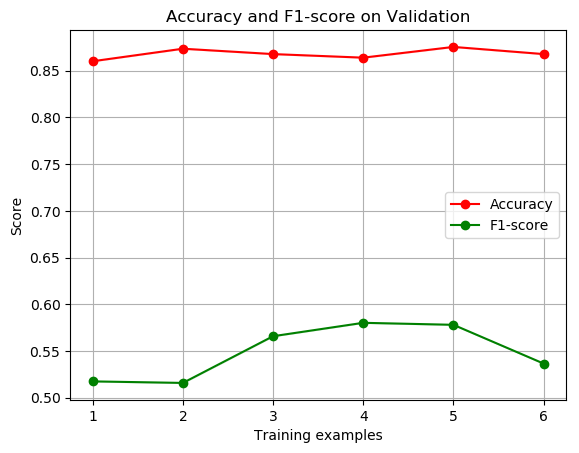 Accuracy and F1-score on Validation
Score
0.85
0.80
0.75
0.70
0.65
0.60
0.55
0.50
Accuracy
F1-score
1 2 3 4 5 6
Training examples